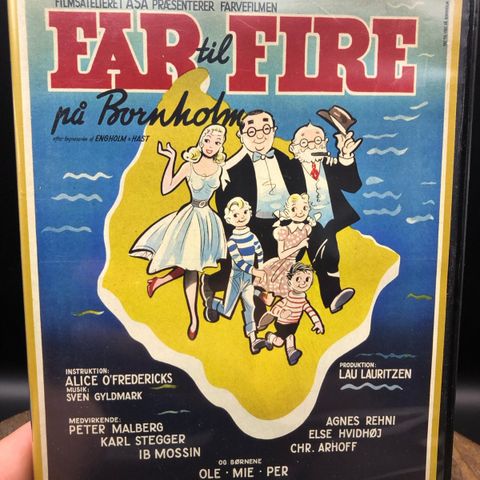 FILMSATELIERET ASA PRÆSENTERER FARVEFILMEN
FAR til FIRE
på Bornholm
efter tegneserien af ENGHOLM & HAST
INSTRUKTION:
ALICE O'FREDERICKS
MUSIK:
SVEN GYLDMARK
PRODUKTION:
LAU LAURITZEN
MEDVIRKENDE:
PETER MALBERG
KARL STEGGER
IB MOSSIN
AGNES REHNI
ELSE HVIDHØJ
CHR. ARHOFF
OG BØRNENE
OLE · MIE · PER